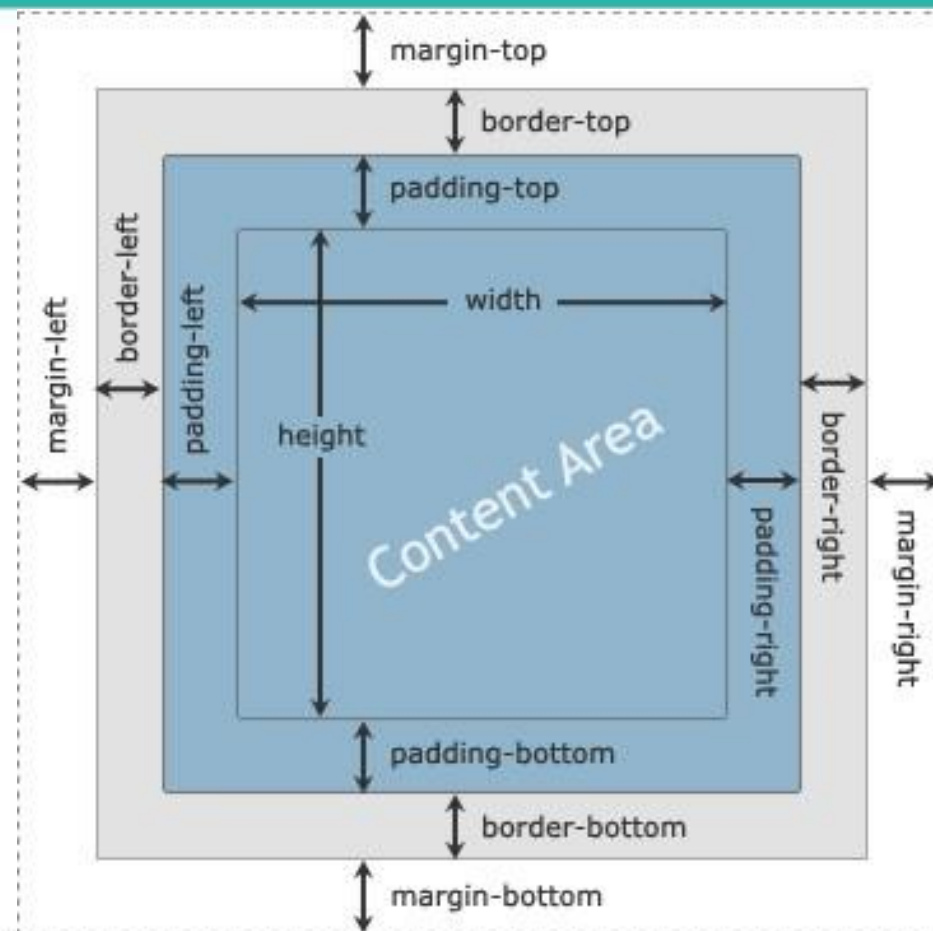 margin-top
border-top
padding-top
width
height
Content Area
margin-left
border-left
padding-left
padding-right
border-right
margin-right
padding-bottom
border-bottom
margin-bottom